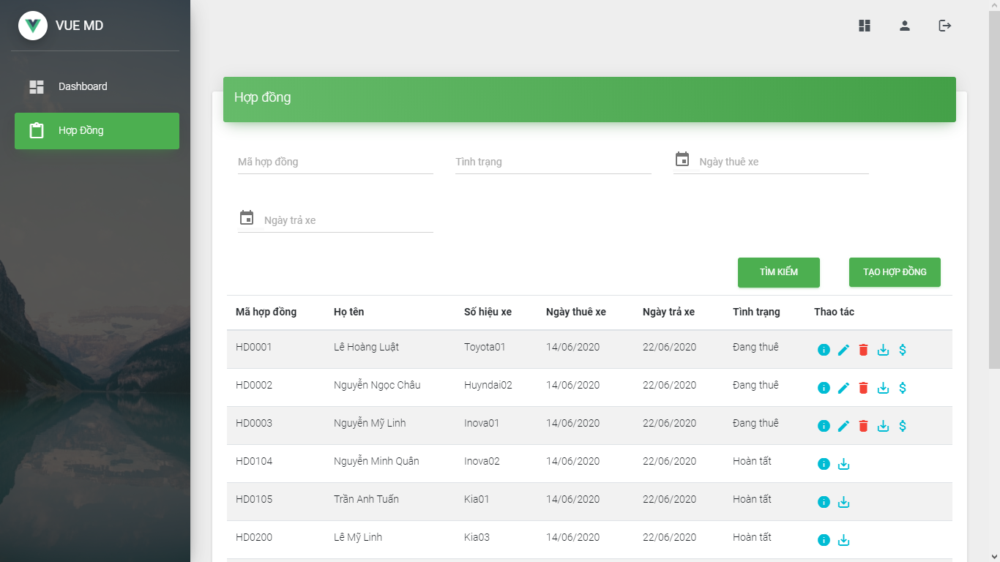 VUE MD
Dashboard
Hợp Đồng
Hợp đồng
Mã hợp đồng Tình trạng Ngày thuê xe
Ngày trả xe
TÌM KIẾM TẠO HỢP ĐỒNG
Mã hợp đồng Họ tên Số hiệu xe Ngày thuê xe Ngày trả xe Tình trạng Thao tác
HD0001 Lê Hoàng Luật Toyota01 14/06/2020 22/06/2020 Đang thuê
HD0002 Nguyễn Ngọc Châu Huyndai02 14/06/2020 22/06/2020 Đang thuê
HD0003 Nguyễn Mỹ Linh Inova01 14/06/2020 22/06/2020 Đang thuê
HD0104 Nguyễn Minh Quân Inova02 14/06/2020 22/06/2020 Hoàn tất
HD0105 Trần Anh Tuấn Kia01 14/06/2020 22/06/2020 Hoàn tất
HD0200 Lê Mỹ Linh Kia03 14/06/2020 22/06/2020 Hoàn tất